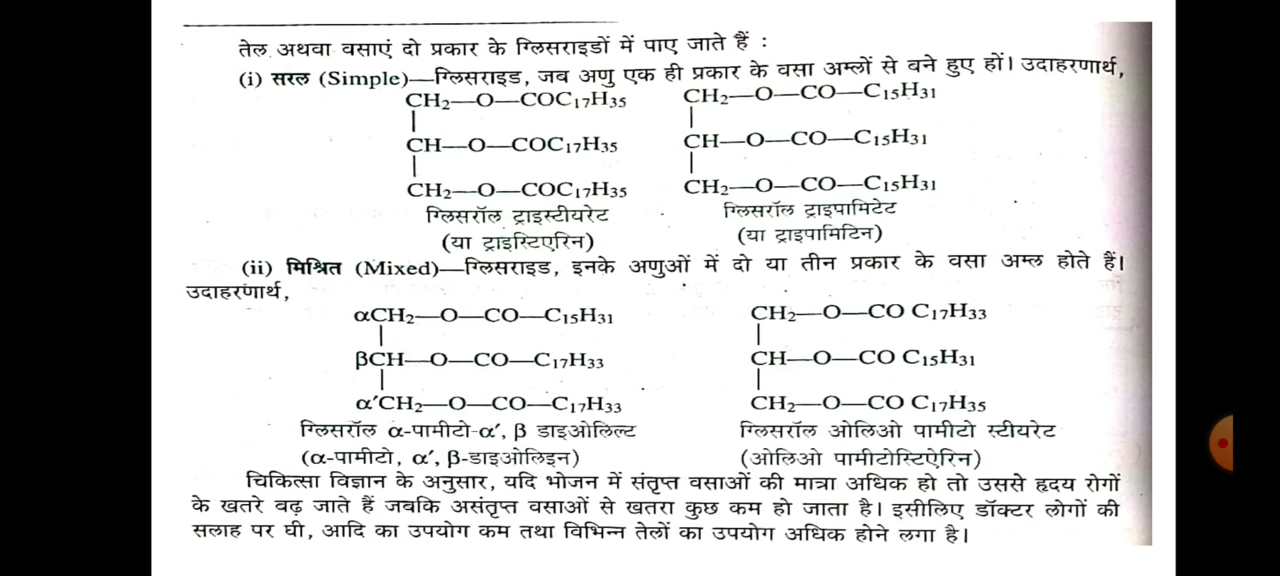 तेल अथवा वसाएं दो प्रकार के ग्लिसराइडों में पाए जाते हैं :
(i) सरल (Simple)—ग्लिसराइड, जब अणु एक ही प्रकार के वसा अम्लों से बने हुए हों। उदाहरणार्थ,
CH₂—O—COC₁₇H₃₅ CH₂—O—CO—C₁₅H₃₁
| |
CH—O—COC₁₇H₃₅ CH—O—CO—C₁₅H₃₁
| |
CH₂—O—COC₁₇H₃₅ CH₂—O—CO—C₁₅H₃₁
ग्लिसरॉल ट्राइस्टीयरेट ग्लिसरॉल ट्राइपामिटेट
(या ट्राइस्टिएरिन) (या ट्राइपामिटिन)
(ii) मिश्रित (Mixed)—ग्लिसराइड, इनके अणुओं में दो या तीन प्रकार के वसा अम्ल होते हैं।
उदाहरणार्थ,
αCH₂—O—CO—C₁₅H₃₁ CH₂—O—CO C₁₇H₃₃
| |
βCH—O—CO—C₁₇H₃₃ CH—O—CO C₁₅H₃₁
| |
α′CH₂—O—CO—C₁₇H₃₃ CH₂—O—CO C₁₇H₃₅
ग्लिसरॉल α-पामीटो-α′, β डाइओलिल्ट ग्लिसरॉल ओलिओ पामीटो स्टीयरेट
(α-पामीटो, α′, β-डाइओलिइन) (ओलिओ पामीटोस्टिऐरिन)
चिकित्सा विज्ञान के अनुसार, यदि भोजन में संतृप्त वसाओं की मात्रा अधिक हो तो उससे हृदय रोगों
के खतरे बढ़ जाते हैं जबकि असंतृप्त वसाओं से खतरा कुछ कम हो जाता है। इसीलिए डॉक्टर लोगों की
सलाह पर घी, आदि का उपयोग कम तथा विभिन्न तेलों का उपयोग अधिक होने लगा है।